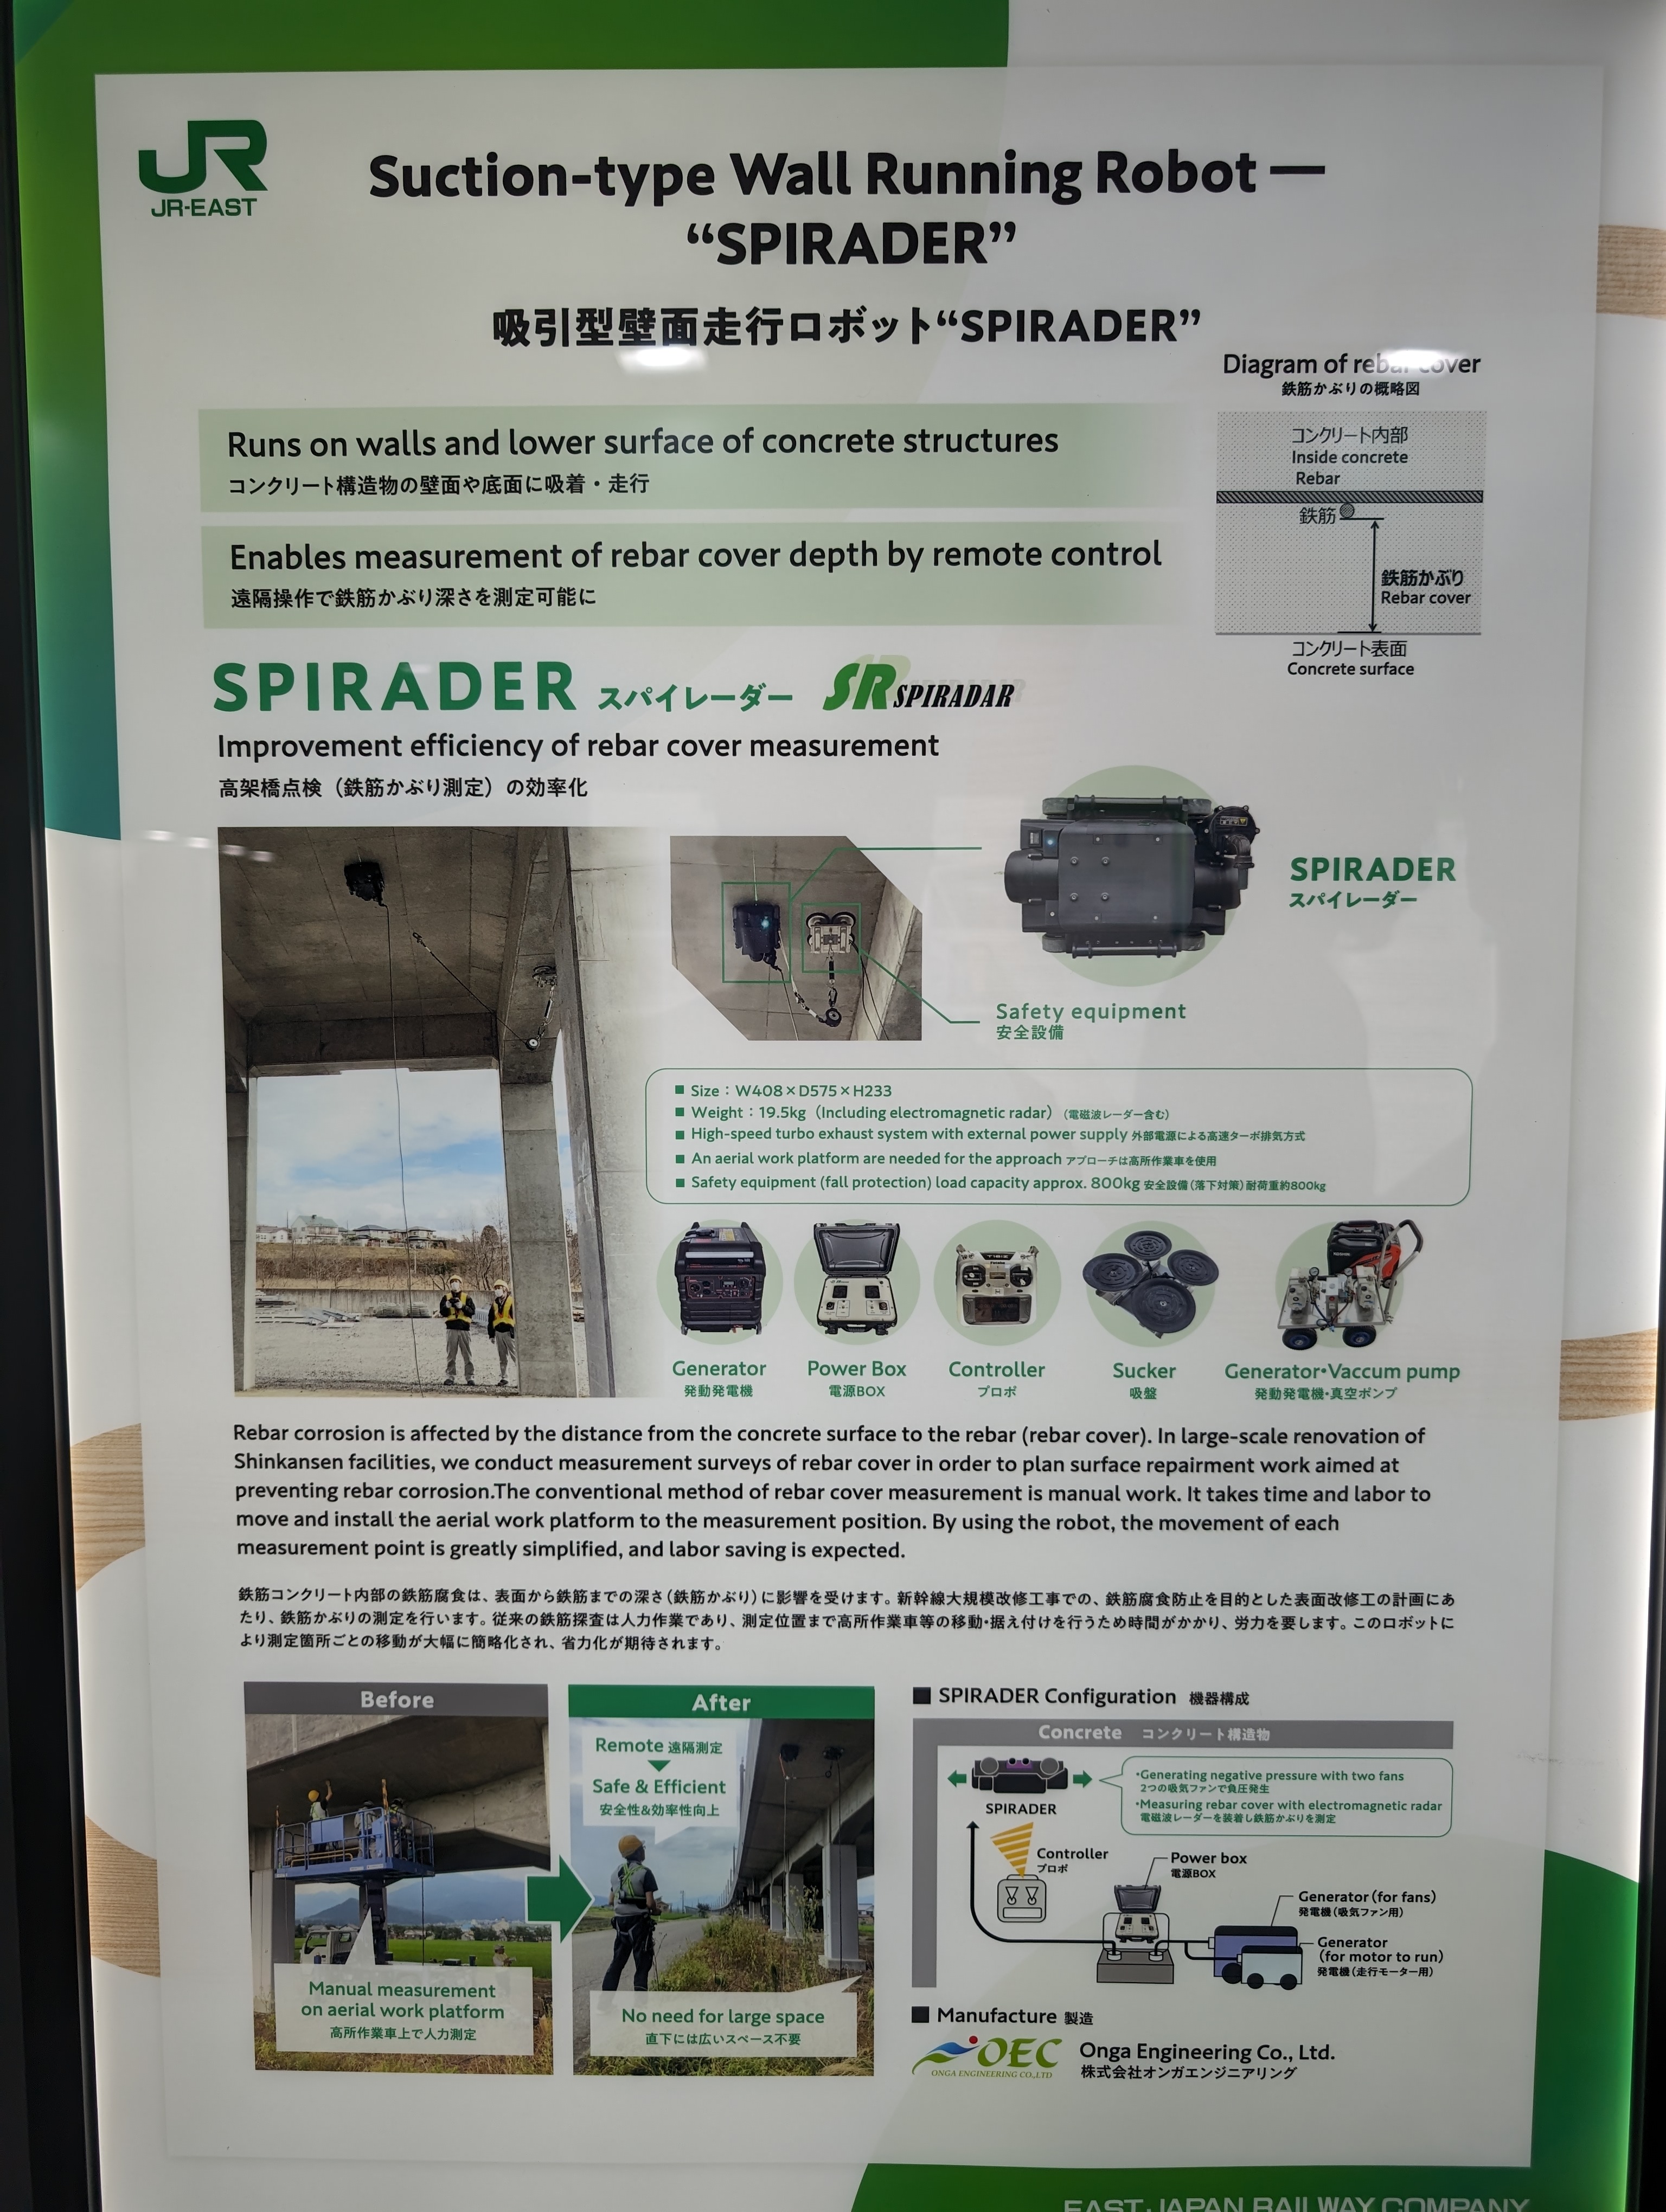 JR
JR-EAST
Suction-type Wall Running Robot —
“SPIRADER”
吸引型壁面走行ロボット“SPIRADER”
Runs on walls and lower surface of concrete structures
コンクリート構造物の壁面や底面に吸着・走行
Enables measurement of rebar cover depth by remote control
遠隔操作で鉄筋かぶり深さを測定可能に
Diagram of rebar cover
鉄筋かぶりの概略図
コンクリート内部
Inside concrete
Rebar
鉄筋
鉄筋かぶり
Rebar cover
コンクリート表面
Concrete surface
SPIRADER スパイレーダー SR SPIRADAR
Improvement efficiency of rebar cover measurement
高架橋点検（鉄筋かぶり測定）の効率化
SPIRADER
スパイレーダー
Safety equipment
安全設備
■ Size：W408×D575×H233
■ Weight：19.5kg（Including electromagnetic radar）（電磁波レーダー含む）
■ High-speed turbo exhaust system with external power supply 外部電源による高速ターボ排気方式
■ An aerial work platform are needed for the approach アプローチは高所作業車を使用
■ Safety equipment (fall protection) load capacity approx. 800kg 安全設備（落下対策）耐荷重約800kg
Generator
発動発電機
Power Box
電源BOX
Controller
プロポ
Sucker
吸盤
Generator・Vaccum pump
発動発電機・真空ポンプ
Rebar corrosion is affected by the distance from the concrete surface to the rebar (rebar cover). In large-scale renovation of
Shinkansen facilities, we conduct measurement surveys of rebar cover in order to plan surface repairment work aimed at
preventing rebar corrosion.The conventional method of rebar cover measurement is manual work. It takes time and labor to
move and install the aerial work platform to the measurement position. By using the robot, the movement of each
measurement point is greatly simplified, and labor saving is expected.
鉄筋コンクリート内部の鉄筋腐食は、表面から鉄筋までの深さ（鉄筋かぶり）に影響を受けます。新幹線大規模改修工事での、鉄筋腐食防止を目的とした表面改修工の計画にあ
たり、鉄筋かぶりの測定を行います。従来の鉄筋探査は人力作業であり、測定位置まで高所作業車等の移動・据え付けを行うため時間がかかり、労力を要します。このロボットに
より測定箇所ごとの移動が大幅に簡略化され、省力化が期待されます。
Before
Manual measurement
on aerial work platform
高所作業車上で人力測定
After
Remote 遠隔測定
Safe & Efficient
安全性&効率性向上
No need for large space
直下には広いスペース不要
■ SPIRADER Configuration 機器構成
Concrete コンクリート構造物
SPIRADER
・Generating negative pressure with two fans
2つの吸気ファンで負圧発生
・Measuring rebar cover with electromagnetic radar
電磁波レーダーを装着し鉄筋かぶりを測定
Controller
プロポ
Power box
電源BOX
Generator（for fans）
発電機（吸気ファン用）
Generator
（for motor to run）
発電機（走行モーター用）
■ Manufacture 製造
OEC
ONGA ENGINEERING CO.,LTD
Onga Engineering Co., Ltd.
株式会社オンガエンジニアリング
EAST JAPAN RAILWAY COMPANY